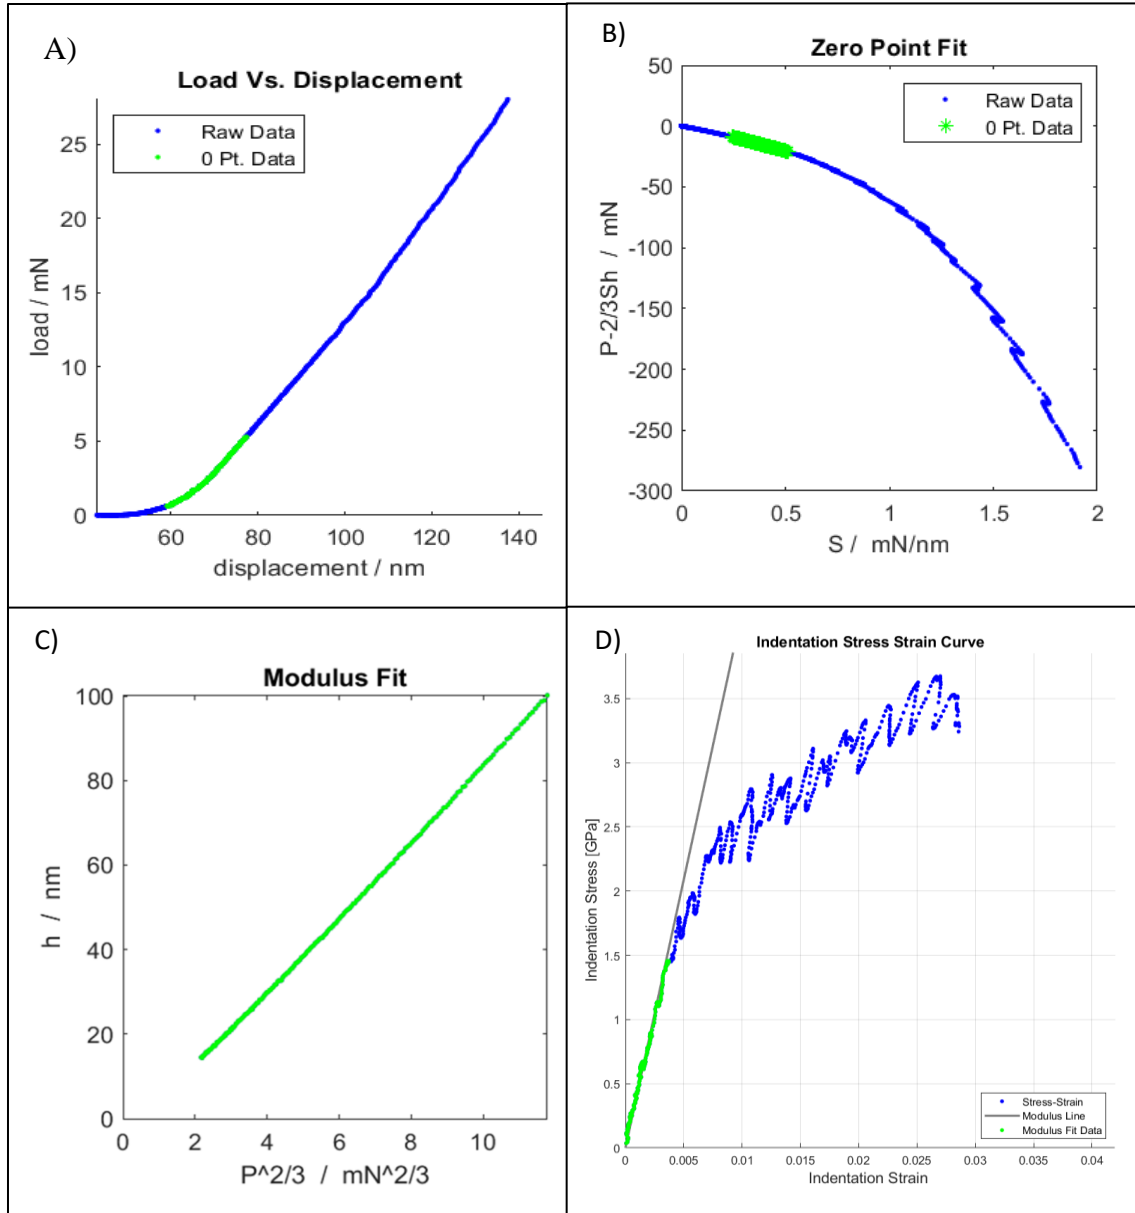 A)
Load Vs. Displacement
Raw Data
0 Pt. Data
25
20
15
10
5
0
load / mN
60 80 100 120 140
displacement / nm
B)
Zero Point Fit
Raw Data
0 Pt. Data
50
0
-50
-100
-150
-200
-250
-300
P-2/3Sh / mN
0 0.5 1 1.5 2
S / mN/nm
C)
Modulus Fit
100
80
60
40
20
0
h / nm
0 2 4 6 8 10
P^2/3 / mN^2/3
D)
Indentation Stress Strain Curve
3.5
3
2.5
2
1.5
1
0.5
0
Indentation Stress [GPa]
Stress-Strain
Modulus Line
Modulus Fit Data
0 0.005 0.01 0.015 0.02 0.025 0.03 0.035 0.04
Indentation Strain